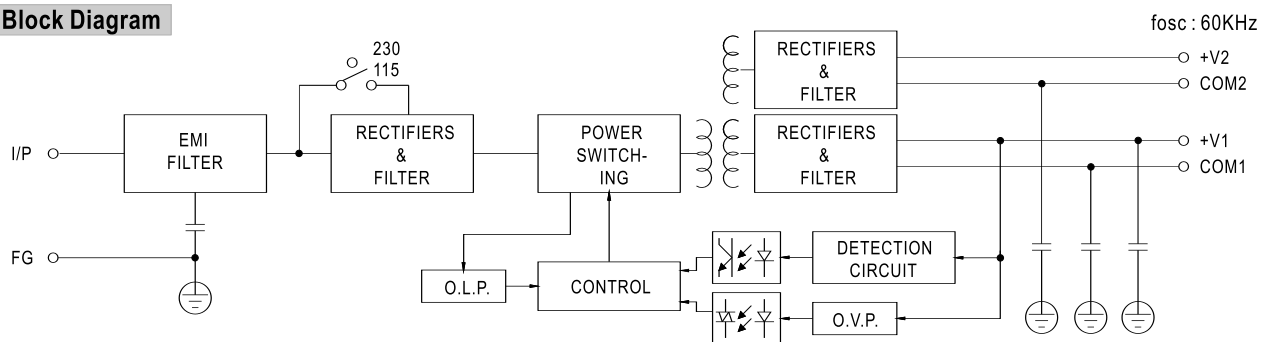 Block Diagram
fosc : 60KHz
230
115
RECTIFIERS
&
FILTER
+V2
COM2
I/P
EMI
FILTER
RECTIFIERS
&
FILTER
POWER
SWITCH-
ING
RECTIFIERS
&
FILTER
+V1
COM1
FG
DETECTION
CIRCUIT
O.L.P.
CONTROL
O.V.P.